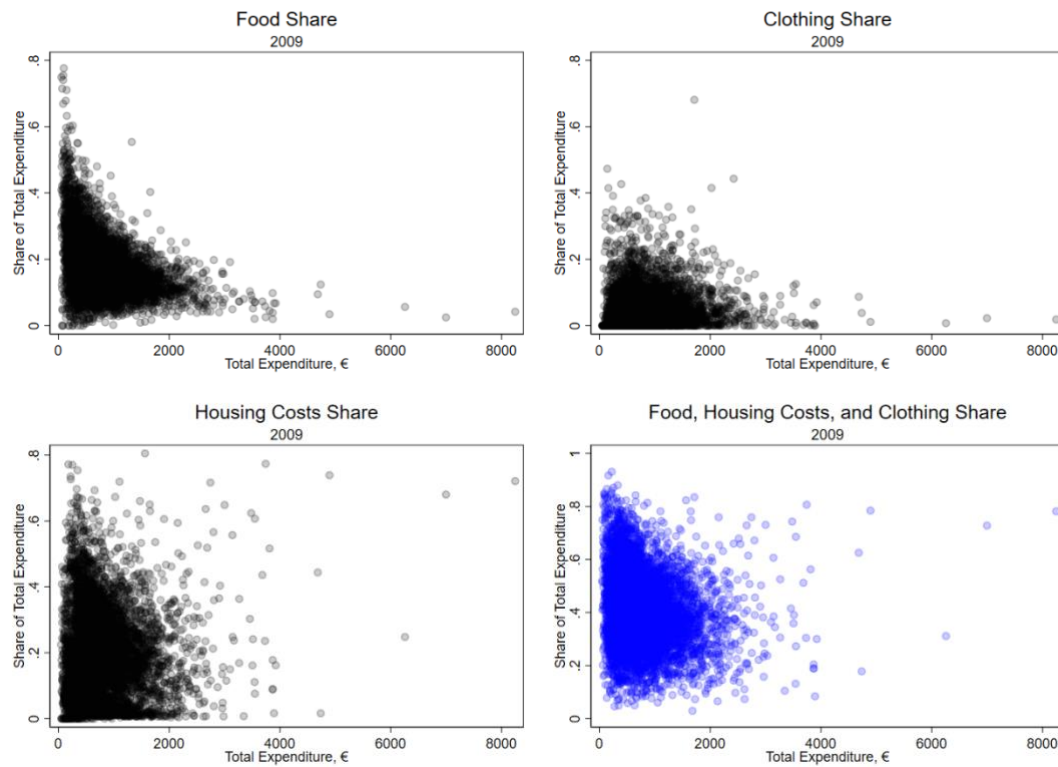 Food Share
2009
Share of Total Expenditure
0 .2 .4 .6 .8
0 2000 4000 6000 8000
Total Expenditure, €
Clothing Share
2009
Share of Total Expenditure
0 .2 .4 .6 .8
0 2000 4000 6000 8000
Total Expenditure, €
Housing Costs Share
2009
Share of Total Expenditure
0 .2 .4 .6 .8
0 2000 4000 6000 8000
Total Expenditure, €
Food, Housing Costs, and Clothing Share
2009
Share of Total Expenditure
0 .2 .4 .6 .8 1
0 2000 4000 6000 8000
Total Expenditure, €